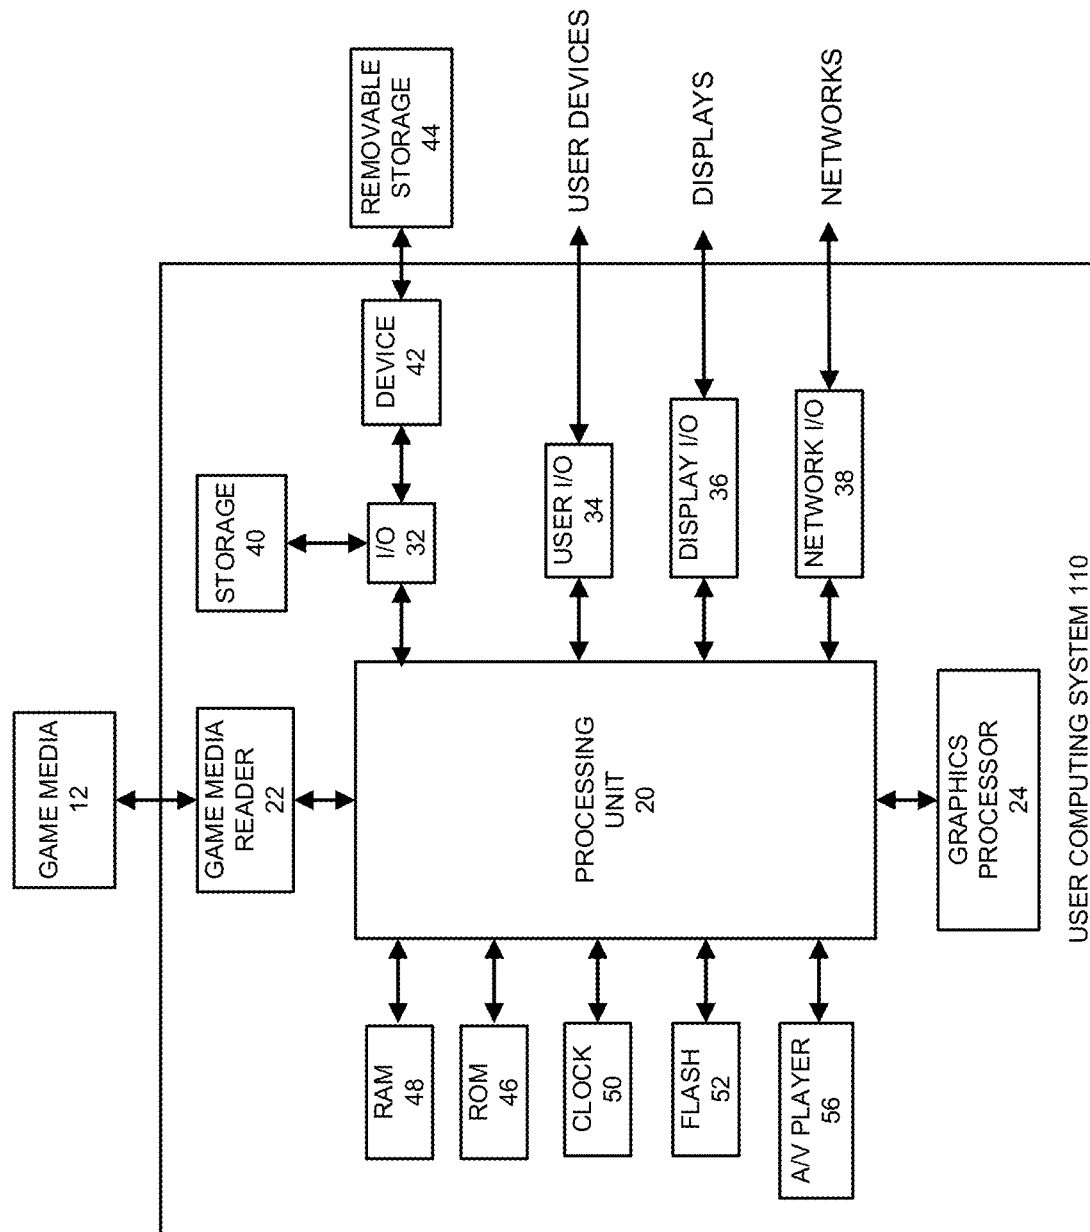 GAME MEDIA
12
GAME MEDIA
READER
22
STORAGE
40
RAM
48
ROM
46
CLOCK
50
FLASH
52
A/V PLAYER
56
PROCESSING
UNIT
20
GRAPHICS
PROCESSOR
24
I/O
32
DEVICE
42
REMOVABLE
STORAGE
44
USER I/O
34
USER DEVICES
DISPLAY I/O
36
DISPLAYS
NETWORK I/O
38
NETWORKS
USER COMPUTING SYSTEM 110